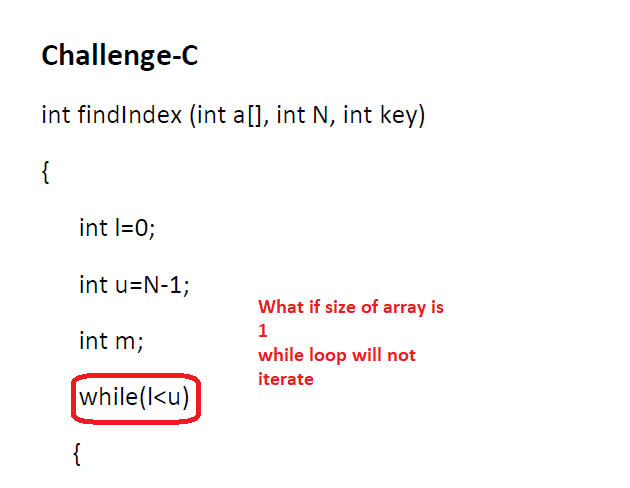 Challenge-C
int findIndex (int a[], int N, int key)
{
int l=0;
int u=N-1;
What if size of array is
1
int m;
while loop will not
iterate
while(l<u)
{